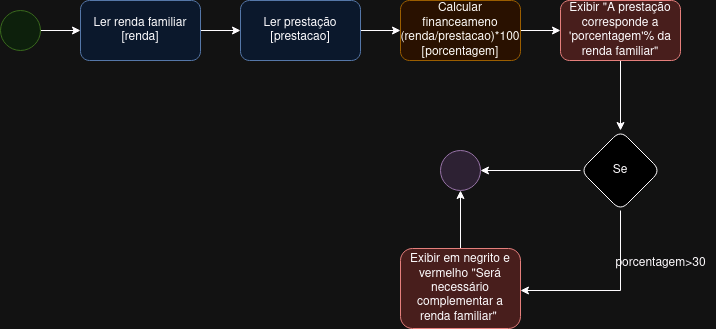 Ler renda familiar
[renda]
Ler prestação
[prestacao]
Calcular
financeameno
(renda/prestacao)*100
[porcentagem]
Exibir "A prestação
corresponde a
'porcentagem'% da
renda familiar"
Se
porcentagem>30
Exibir em negrito e
vermelho "Será
necessário
complementar a
renda familiar"